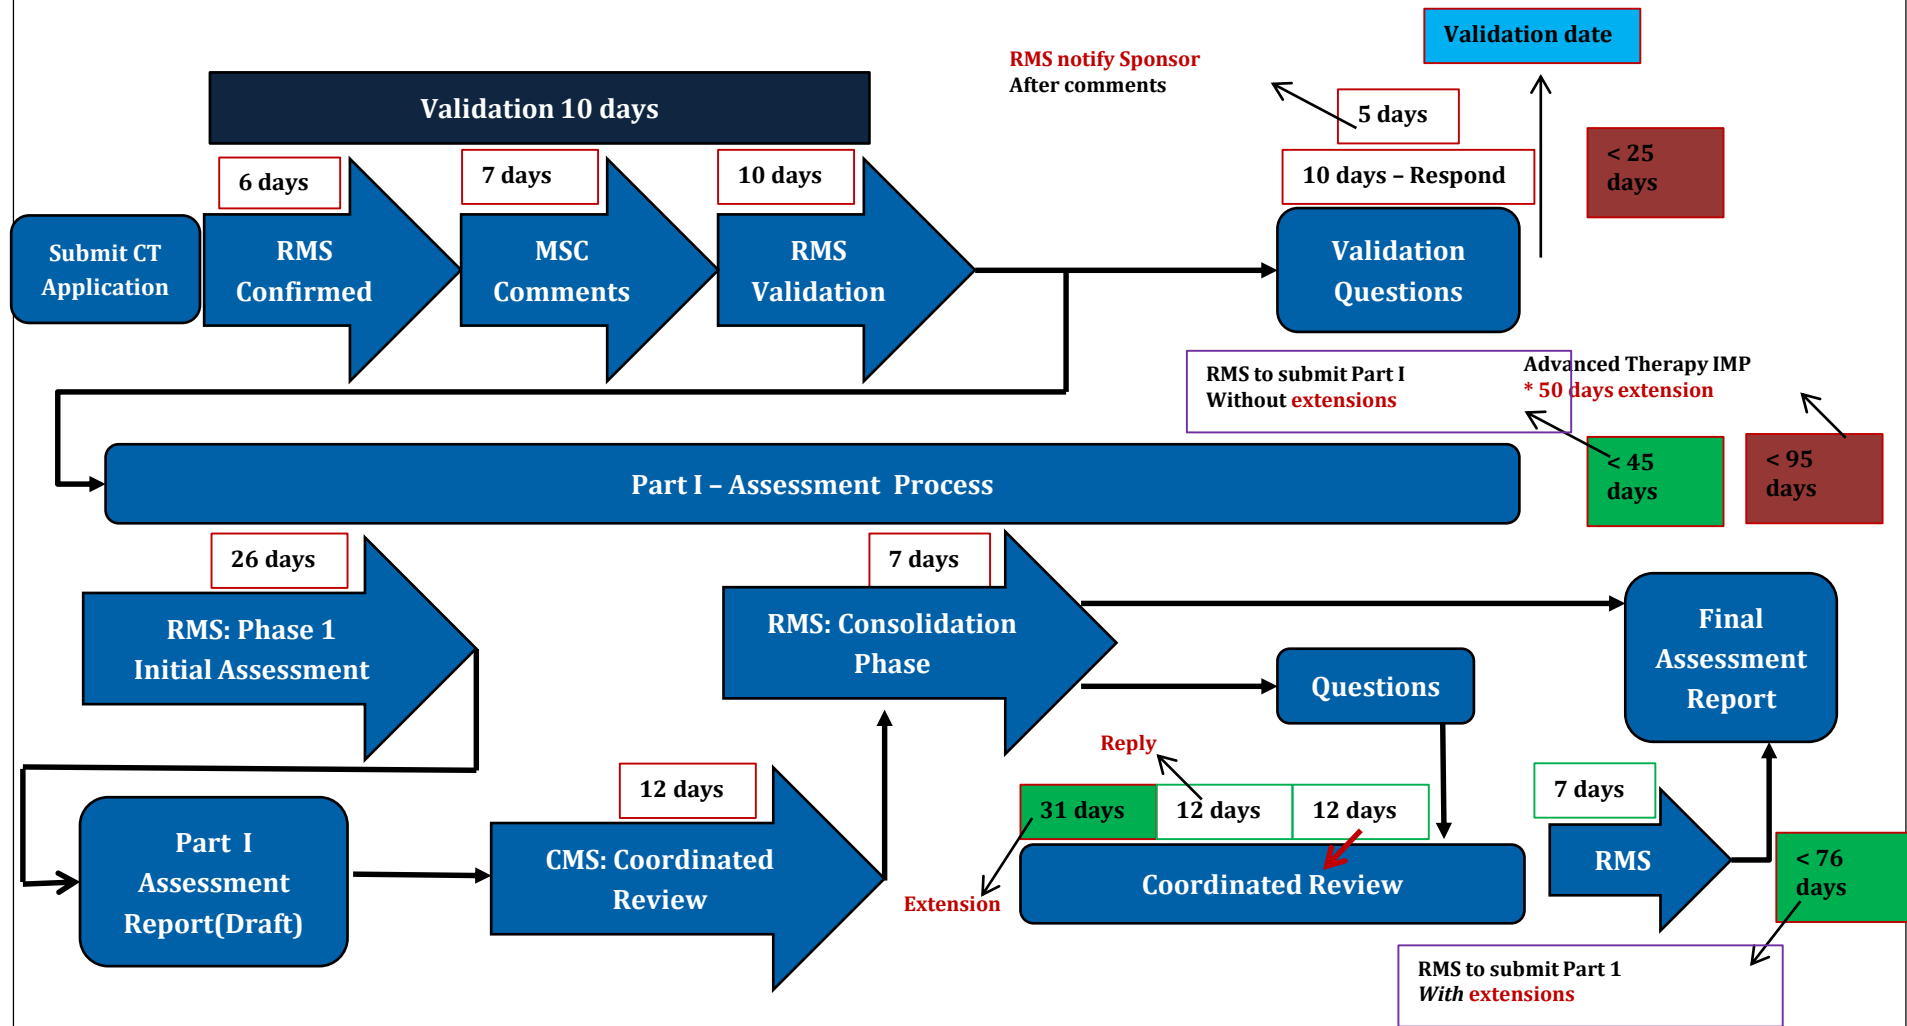 Validation date
RMS notify Sponsor
After comments
Validation 10 days
5 days
6 days
7 days
10 days
10 days – Respond
< 25
days
Submit CT
Application
RMS
Confirmed
MSC
Comments
RMS
Validation
Validation
Questions
RMS to submit Part I
Without extensions
Advanced Therapy IMP
* 50 days extension
Part I – Assessment Process
< 45
days
< 95
days
26 days
7 days
RMS: Phase 1
Initial Assessment
RMS: Consolidation
Phase
Questions
Final
Assessment
Report
Reply
12 days
31 days
12 days
12 days
7 days
Part I
Assessment
Report(Draft)
CMS: Coordinated
Review
Extension
Coordinated Review
RMS
< 76
days
RMS to submit Part 1
With extensions